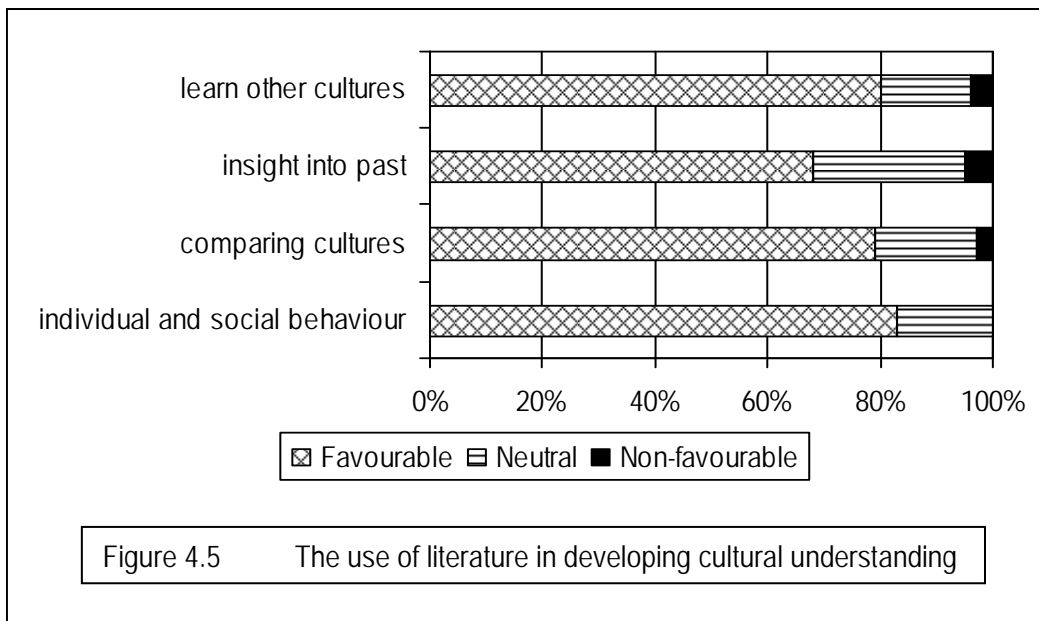 learn other cultures
insight into past
comparing cultures
individual and social behaviour
0% 20% 40% 60% 80% 100%
Favourable Neutral Non-favourable
Figure 4.5 The use of literature in developing cultural understanding